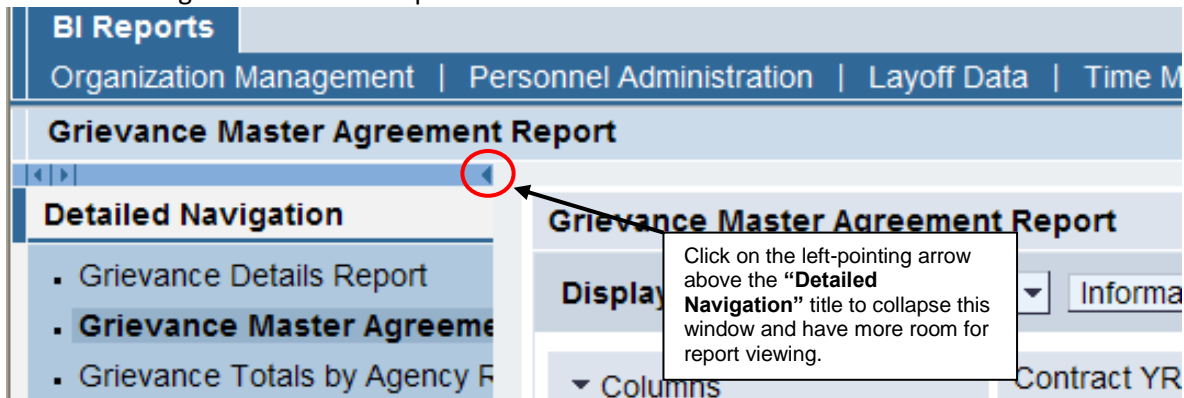 BI Reports
Organization Management | Personnel Administration | Layoff Data | Time M
Grievance Master Agreement Report
Detailed Navigation
Grievance Master Agreement Report
Click on the left-pointing arrow
above the “Detailed
Navigation” title to collapse this
window and have more room for
report viewing.
▪ Grievance Details Report
▪ Grievance Master Agreeme
▪ Grievance Totals by Agency R
Display
Informa
Columns
Contract YR